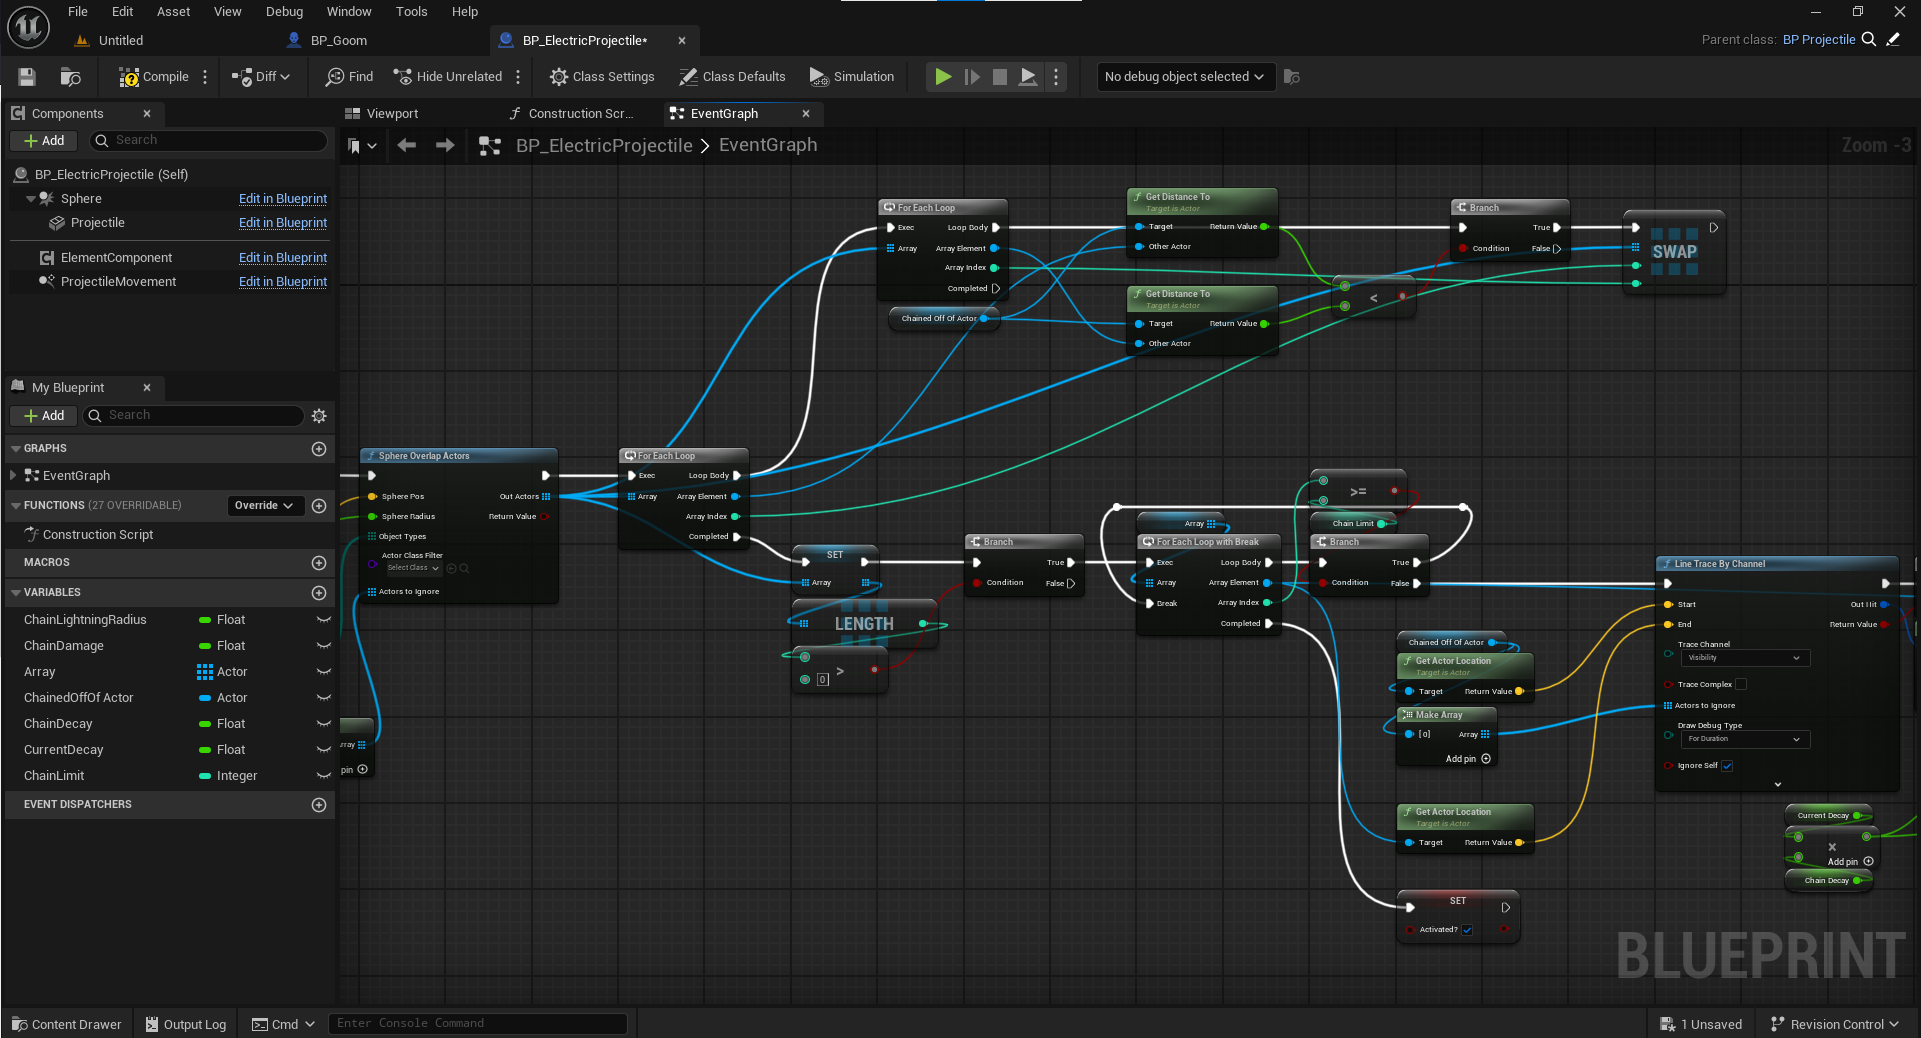 File Edit Asset View Debug Window Tools Help
Untitled BP_Goom BP_ElectricProjectile*
Parent class: BP Projectile
Compile Diff Find Hide Unrelated Class Settings Class Defaults Simulation No debug object selected
Components
Viewport Construction Scr... EventGraph
Add Search
BP_ElectricProjectile > EventGraph Zoom -3
BP_ElectricProjectile (Self)
Sphere Edit in Blueprint
Projectile Edit in Blueprint
ElementComponent Edit in Blueprint
ProjectileMovement Edit in Blueprint
My Blueprint
Add Search
GRAPHS
EventGraph
FUNCTIONS (27 OVERRIDABLE) Override
Construction Script
MACROS
VARIABLES
ChainLightningRadius Float
ChainDamage Float
Array Actor
ChainedOffOf Actor Actor
ChainDecay Float
CurrentDecay Float
ChainLimit Integer
EVENT DISPATCHERS
For Each Loop
Exec Loop Body
Array Array Element
Array Index
Completed
Chained Off Of Actor
Get Distance To
Target is Actor
Target Return Value
Other Actor
Get Distance To
Target is Actor
Target Return Value
Other Actor
<
Branch
True
Condition False
SWAP
Sphere Overlap Actors
Sphere Pos Out Actors
Sphere Radius Return Value
Object Types
Actor Class Filter
Select Class
Actors to Ignore
rray
pin
For Each Loop
Exec Loop Body
Array Array Element
Array Index
Completed
SET
Array
LENGTH
>
0
Branch
True
Condition False
Array
For Each Loop with Break
Exec Loop Body
Array Array Element
Break Array Index
Completed
>=
Chain Limit
Branch
True
Condition False
Chained Off Of Actor
Get Actor Location
Target is Actor
Target Return Value
Make Array
[0] Array
Add pin
Get Actor Location
Target is Actor
Target Return Value
SET
Activated?
Line Trace By Channel
Start Out Hit
End Return Value
Trace Channel
Visibility
Trace Complex
Actors to Ignore
Draw Debug Type
For Duration
Ignore Self
Current Decay
×
Add pin
Chain Decay
BLUEPRINT
Content Drawer Output Log Cmd Enter Console Command 1 Unsaved Revision Control